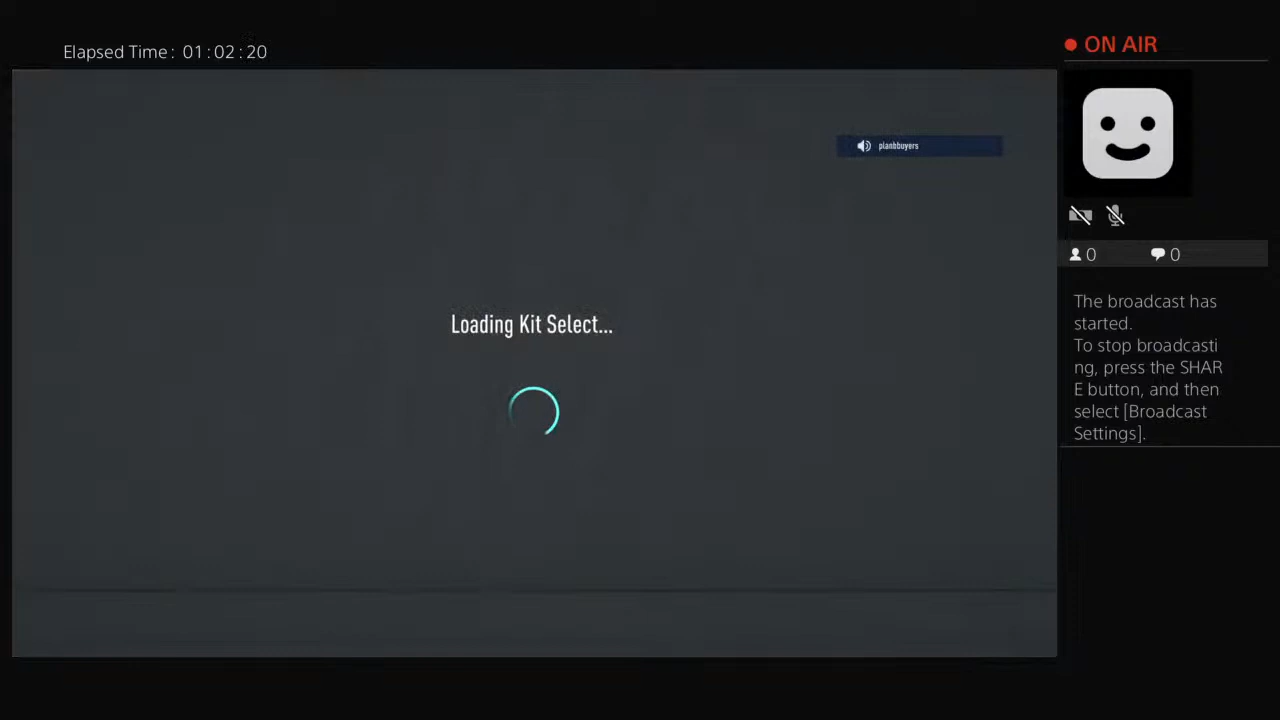 Elapsed Time: 01:02:20
ON AIR
planbbuyers
0 0
Loading Kit Select...
The broadcast has
started.
To stop broadcasti
ng, press the SHAR
E button, and then
select [Broadcast
Settings].